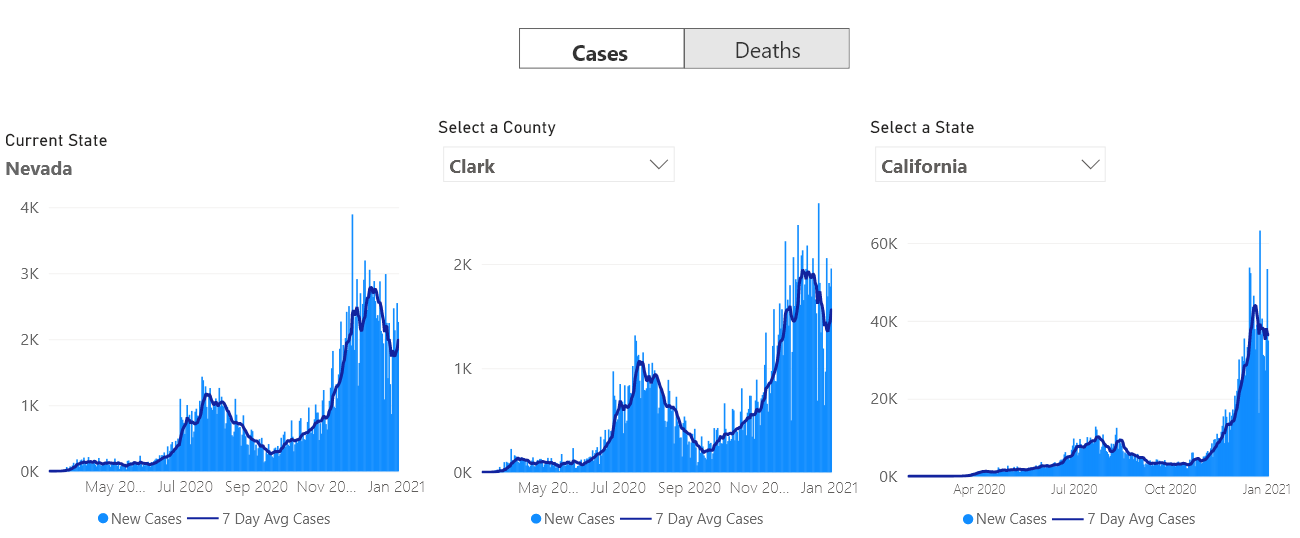 Cases
Deaths
Current State
Nevada
4K
3K
2K
1K
0K
May 20...
Jul 2020
Sep 2020
Nov 20...
Jan 2021
New Cases
7 Day Avg Cases
Select a County
Clark
2K
1K
0K
May 20...
Jul 2020
Sep 2020
Nov 20...
Jan 2021
New Cases
7 Day Avg Cases
Select a State
California
60K
40K
20K
0K
Apr 2020
Jul 2020
Oct 2020
Jan 2021
New Cases
7 Day Avg Cases